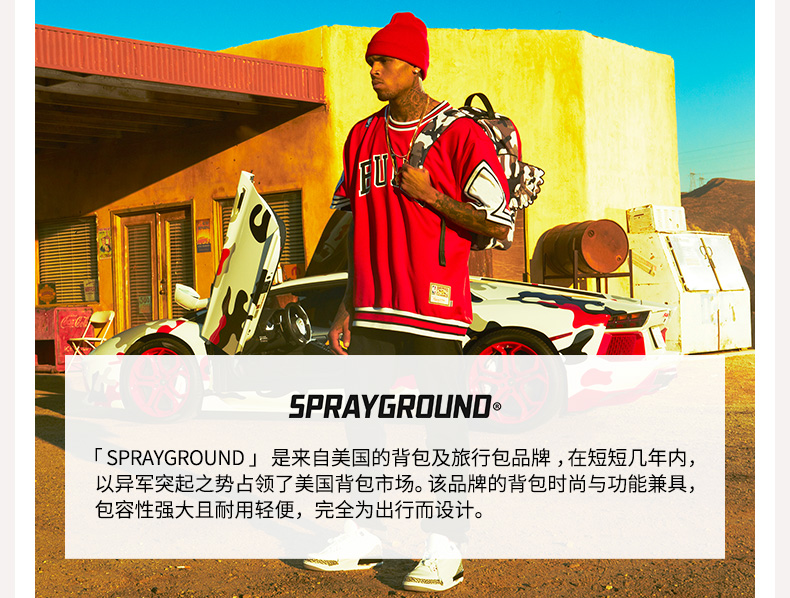 BUL
Coca-Cola
SPRAYGROUND®
「 SPRAYGROUND 」 是来自美国的背包及旅行包品牌，在短短几年内，
以异军突起之势占领了美国背包市场。该品牌的背包时尚与功能兼具，
包容性强大且耐用轻便，完全为出行而设计。